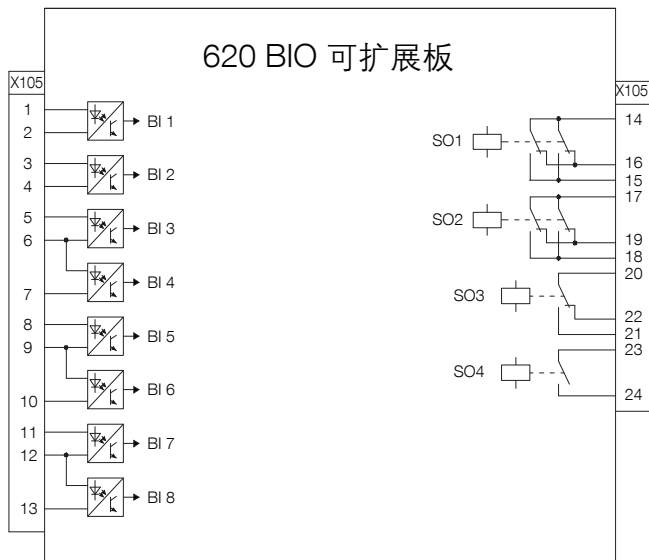 620 BIO 可扩展板
X105
1
2
BI 1
3
4
BI 2
5
6
BI 3
BI 4
7
8
9
BI 5
BI 6
10
11
12
BI 7
BI 8
13
X105
14
SO1
16
15
17
SO2
19
18
20
SO3
22
21
23
SO4
24